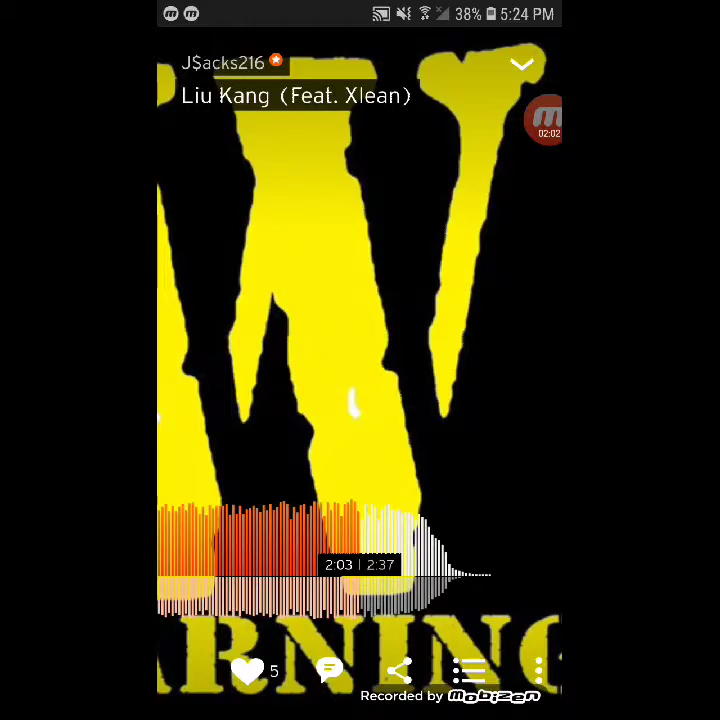 38% 5:24 PM
J$acks216
Liu Kang (Feat. Xlean)
02:02
W
2:03 | 2:37
ARNING
5
Recorded by mobizen